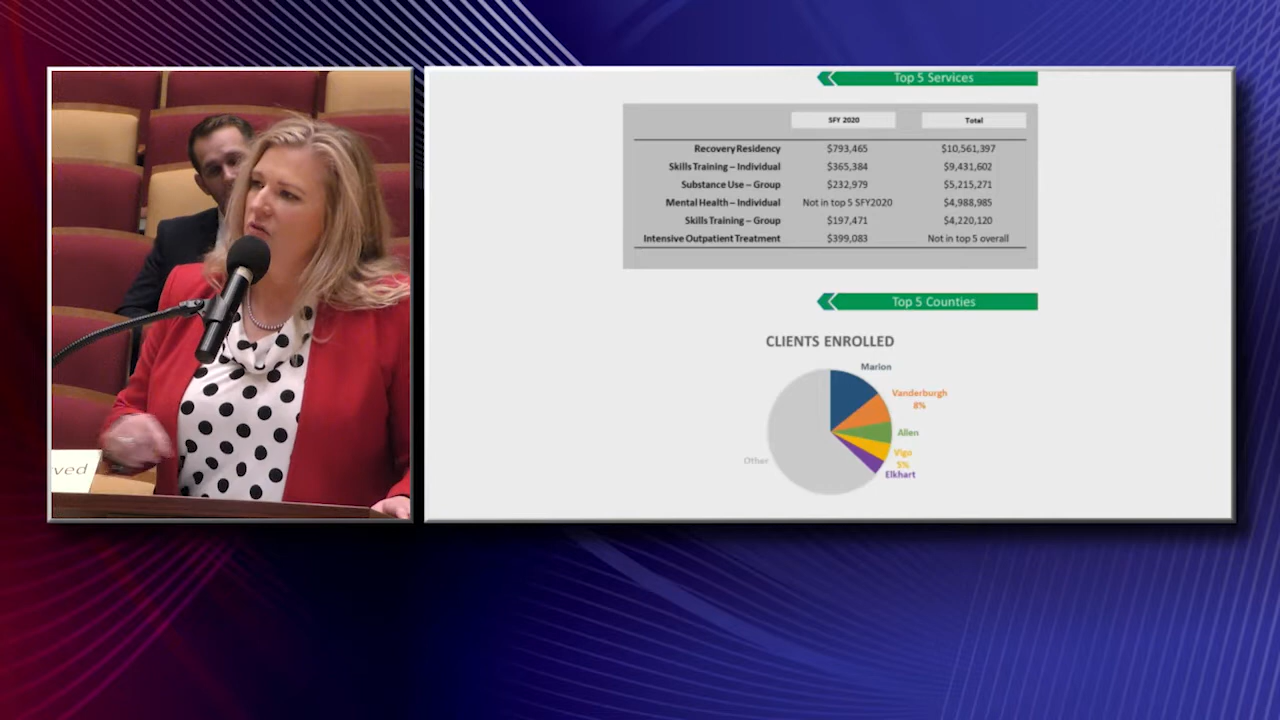 ved
Top 5 Services
SFY 2020 Total
Recovery Residency $793,465 $10,561,397
Skills Training – Individual $365,384 $9,431,602
Substance Use – Group $232,979 $5,215,271
Mental Health – Individual Not in top 5 SFY2020 $4,988,985
Skills Training – Group $197,471 $4,220,120
Intensive Outpatient Treatment $399,083 Not in top 5 overall
Top 5 Counties
CLIENTS ENROLLED
Marion
Vanderburgh
8%
Allen
Vigo
5%
Elkhart
Other